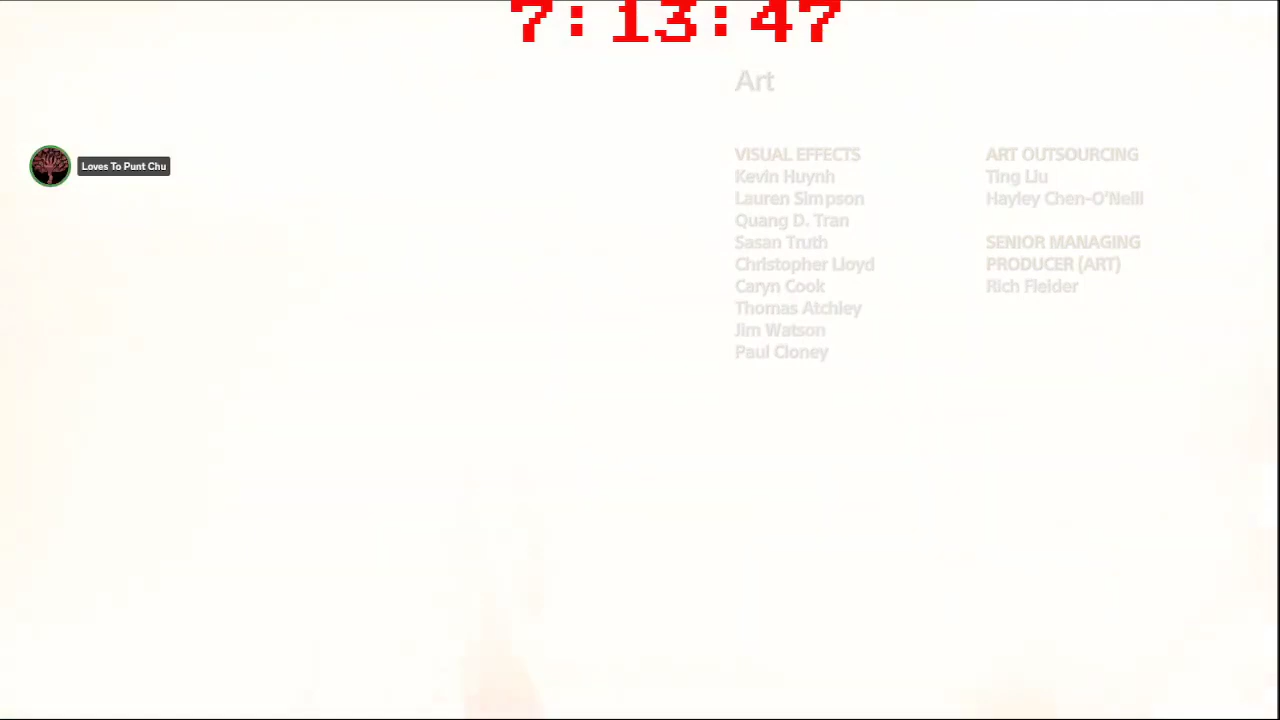 7:13:47
Art
Loves To Punt Chu
VISUAL EFFECTS
Kevin Huynh
Lauren Simpson
Quang D. Tran
Sasan Truth
Christopher Lloyd
Caryn Cook
Thomas Atchley
Jim Watson
Paul Cloney
ART OUTSOURCING
Ting Liu
Hayley Chen-O'Neill
SENIOR MANAGING
PRODUCER (ART)
Rich Fielder